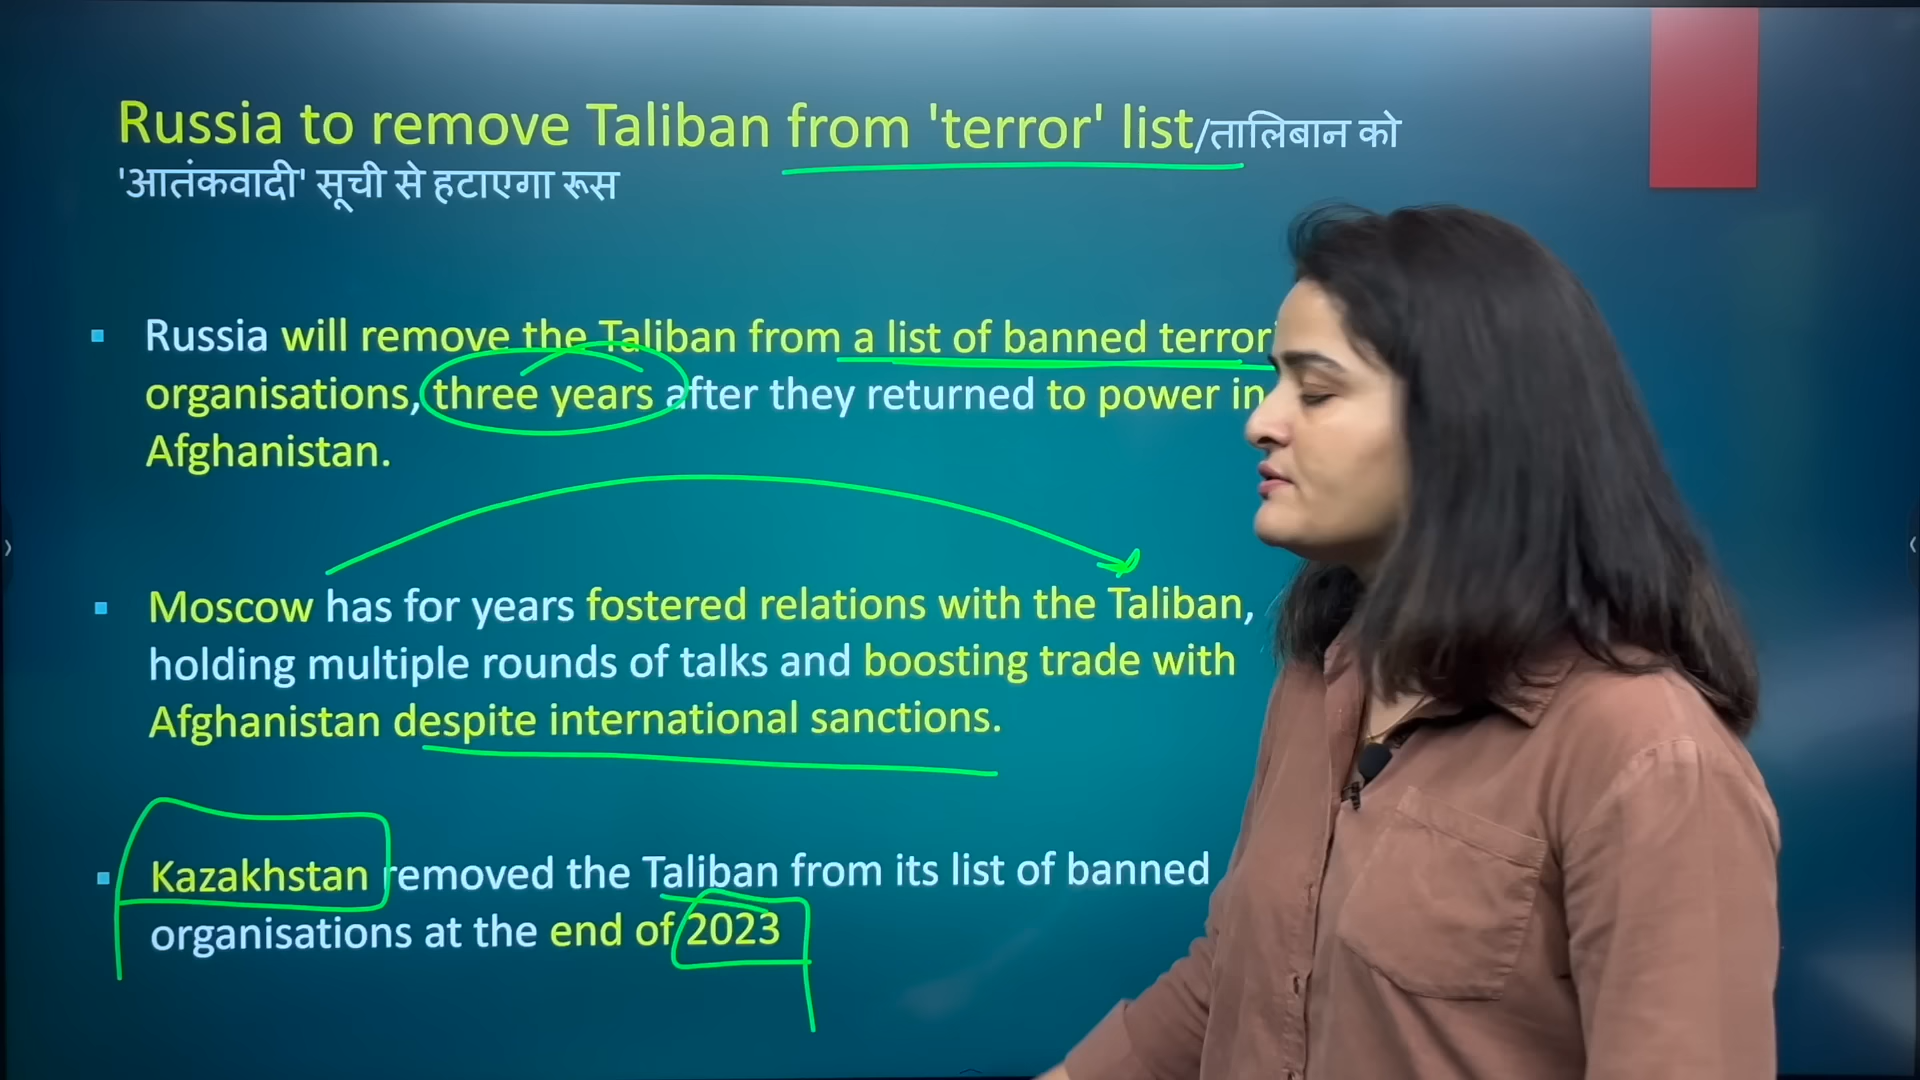 Russia to remove Taliban from 'terror' list/तालिबान को
'आतंकवादी' सूची से हटाएगा रूस
Russia will remove the Taliban from a list of banned
organisations, three years after they returned to power in
Afghanistan.
Moscow has for years fostered relations with the Taliban,
holding multiple rounds of talks and boosting trade with
Afghanistan despite international sanctions.
Kazakhstan removed the Taliban from its list of banned
organisations at the end of 2023